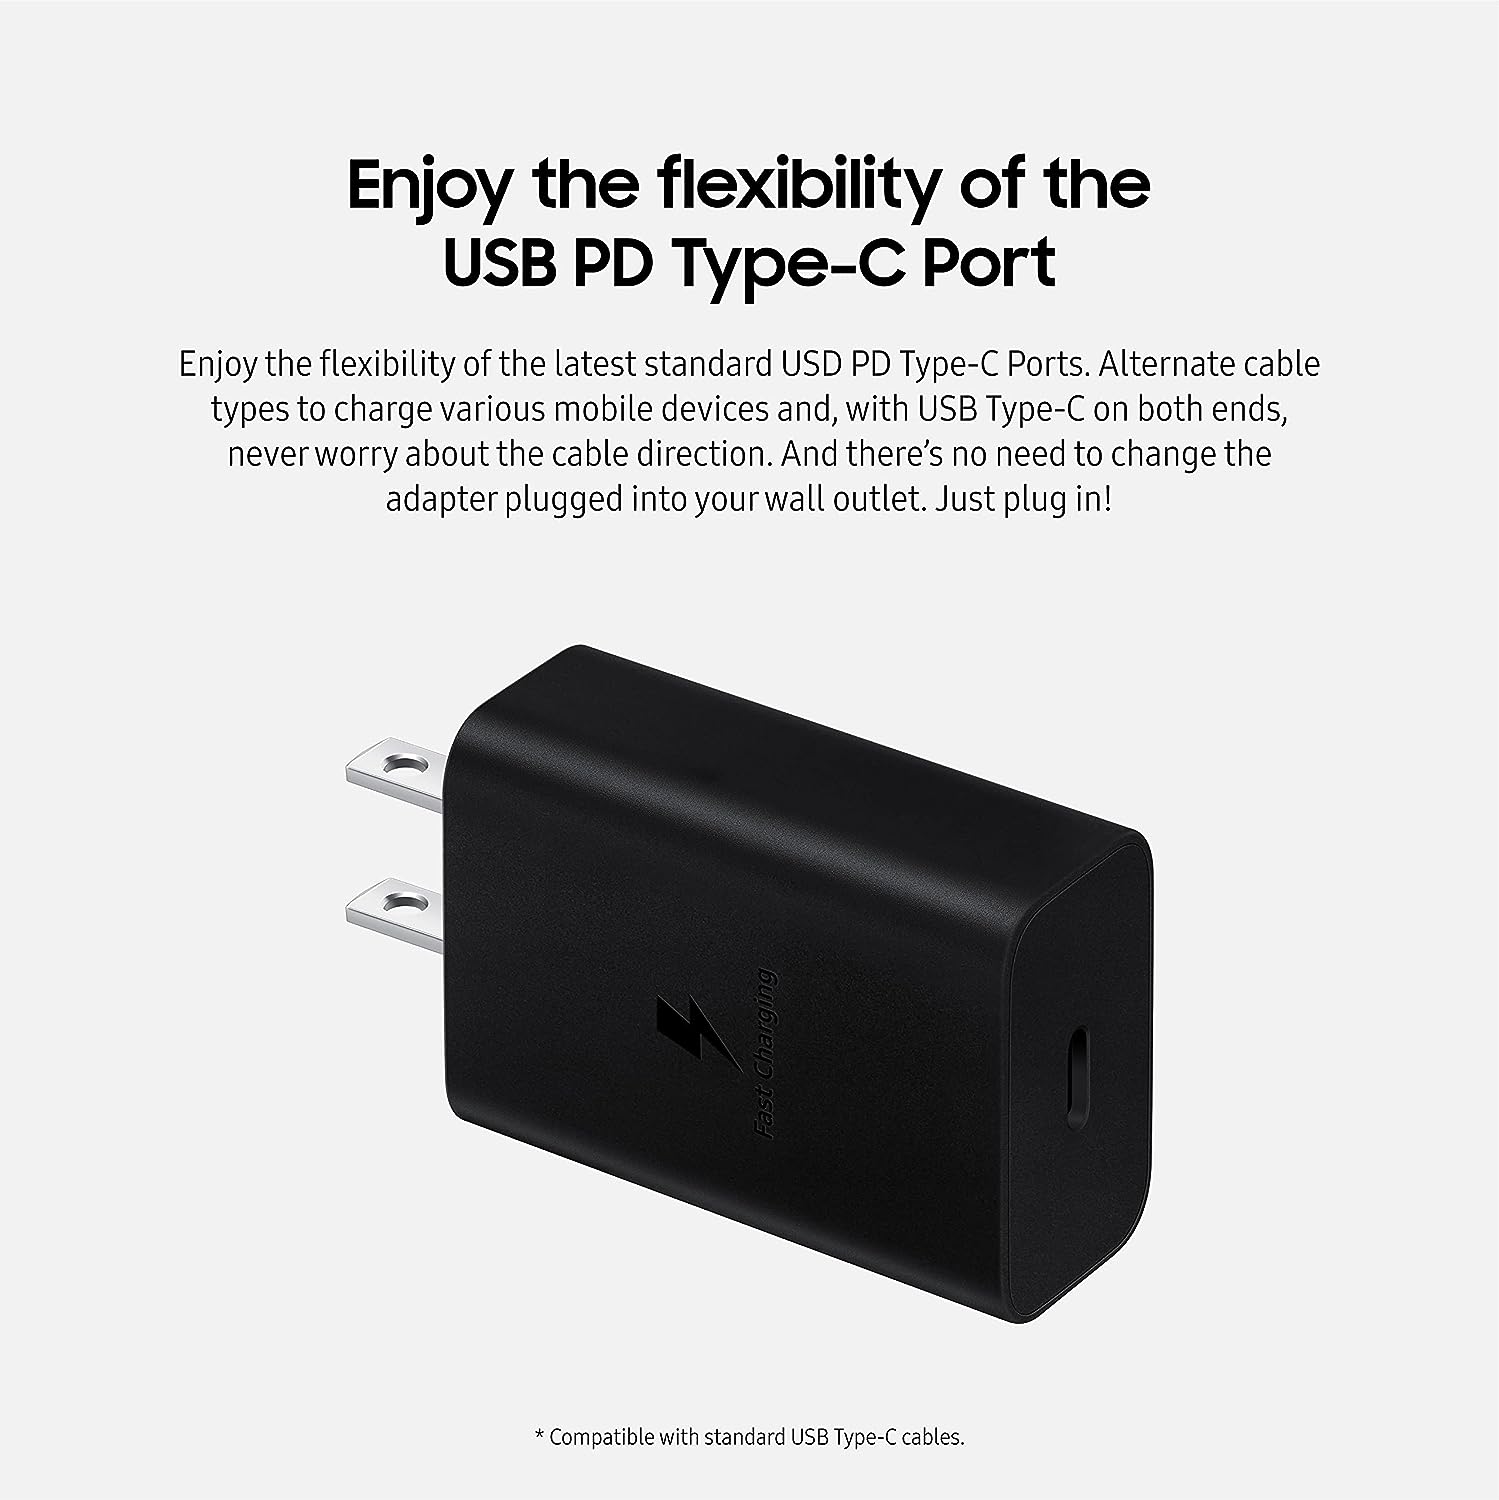 Enjoy the flexibility of the
USB PD Type-C Port
Enjoy the flexibility of the latest standard USD PD Type-C Ports. Alternate cable
types to charge various mobile devices and, with USB Type-C on both ends,
never worry about the cable direction. And there’s no need to change the
adapter plugged into your wall outlet. Just plug in!
Fast Charging
* Compatible with standard USB Type-C cables.